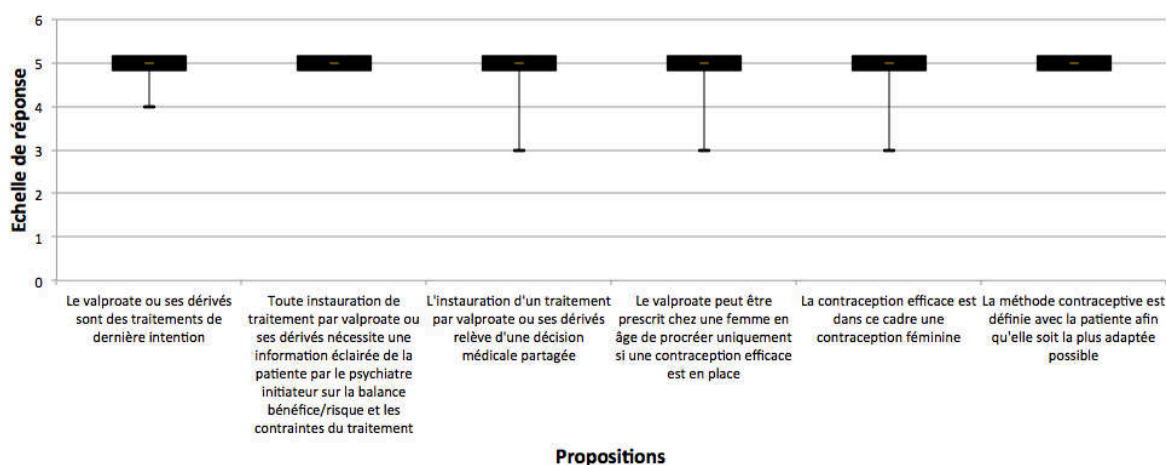 Echelle de réponse
6
5
4
3
2
1
0
Le valproate ou ses dérivés
sont des traitements de
dernière intention
Toute instauration de
traitement par valproate ou
ses dérivés nécessite une
information éclairée de la
patiente par le psychiatre
initiateur sur la balance
bénéfice/risque et les
contraintes du traitement
L'instauration d'un traitement
par valproate ou ses dérivés
relève d'une décision
médicale partagée
Le valproate peut être
prescrit chez une femme en
âge de procréer uniquement
si une contraception efficace
est en place
La contraception efficace est
dans ce cadre une
contraception féminine
La méthode contraceptive est
définie avec la patiente afin
qu'elle soit la plus adaptée
possible
Propositions